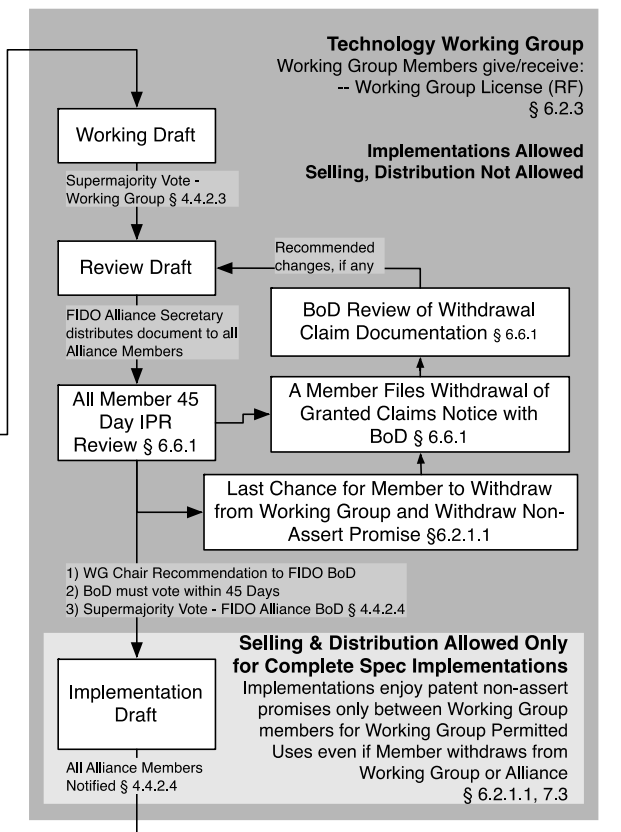 Technology Working Group
Working Group Members give/receive:
-- Working Group License (RF)
§ 6.2.3
Working Draft
Implementations Allowed
Selling, Distribution Not Allowed
Supermajority Vote -
Working Group § 4.4.2.3
Review Draft
Recommended
changes, if any
FIDO Alliance Secretary
distributes document to all
Alliance Members
BoD Review of Withdrawal
Claim Documentation § 6.6.1
All Member 45
Day IPR
Review § 6.6.1
A Member Files Withdrawal of
Granted Claims Notice with
BoD § 6.6.1
Last Chance for Member to Withdraw
from Working Group and Withdraw Non-
Assert Promise §6.2.1.1
1) WG Chair Recommendation to FIDO BoD
2) BoD must vote within 45 Days
3) Supermajority Vote - FIDO Alliance BoD § 4.4.2.4
Selling & Distribution Allowed Only
for Complete Spec Implementations
Implementation
Draft
Implementations enjoy patent non-assert
promises only between Working Group
members for Working Group Permitted
Uses even if Member withdraws from
Working Group or Alliance
§ 6.2.1.1, 7.3
All Alliance Members
Notified § 4.4.2.4